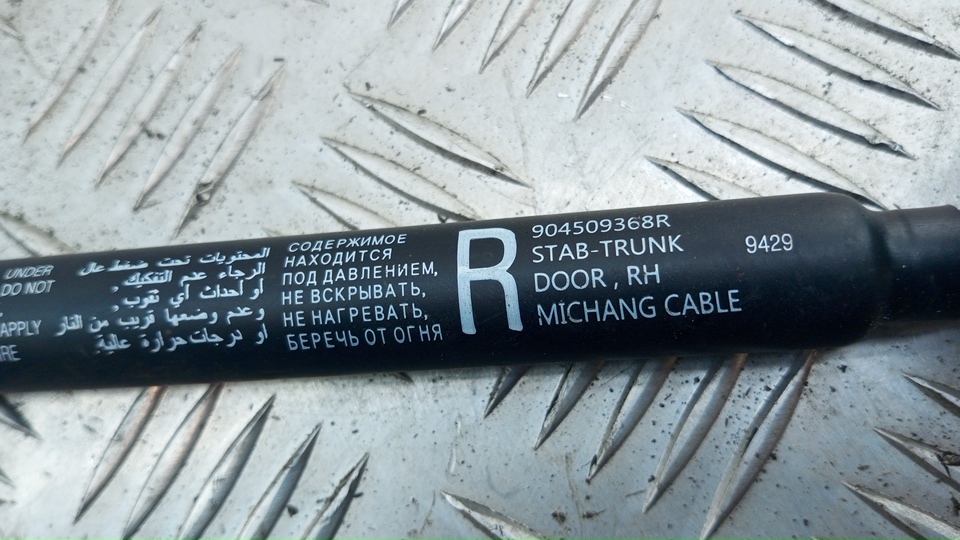 UNDER
DO NOT
APPLY
RE
المحتويات تحت ضغط عال
الرجاء عدم التفكيك,
أو أحداث أي ثقوب,
وعدم وضعها قريب من النار
أو درجات حرارة عالية.
СОДЕРЖИМОЕ
НАХОДИТСЯ
ПОД ДАВЛЕНИЕМ,
НЕ ВСКРЫВАТЬ,
НЕ НАГРЕВАТЬ,
БЕРЕЧЬ ОТ ОГНЯ
R
904509368R
STAB-TRUNK
DOOR , RH
MICHANG CABLE
9429